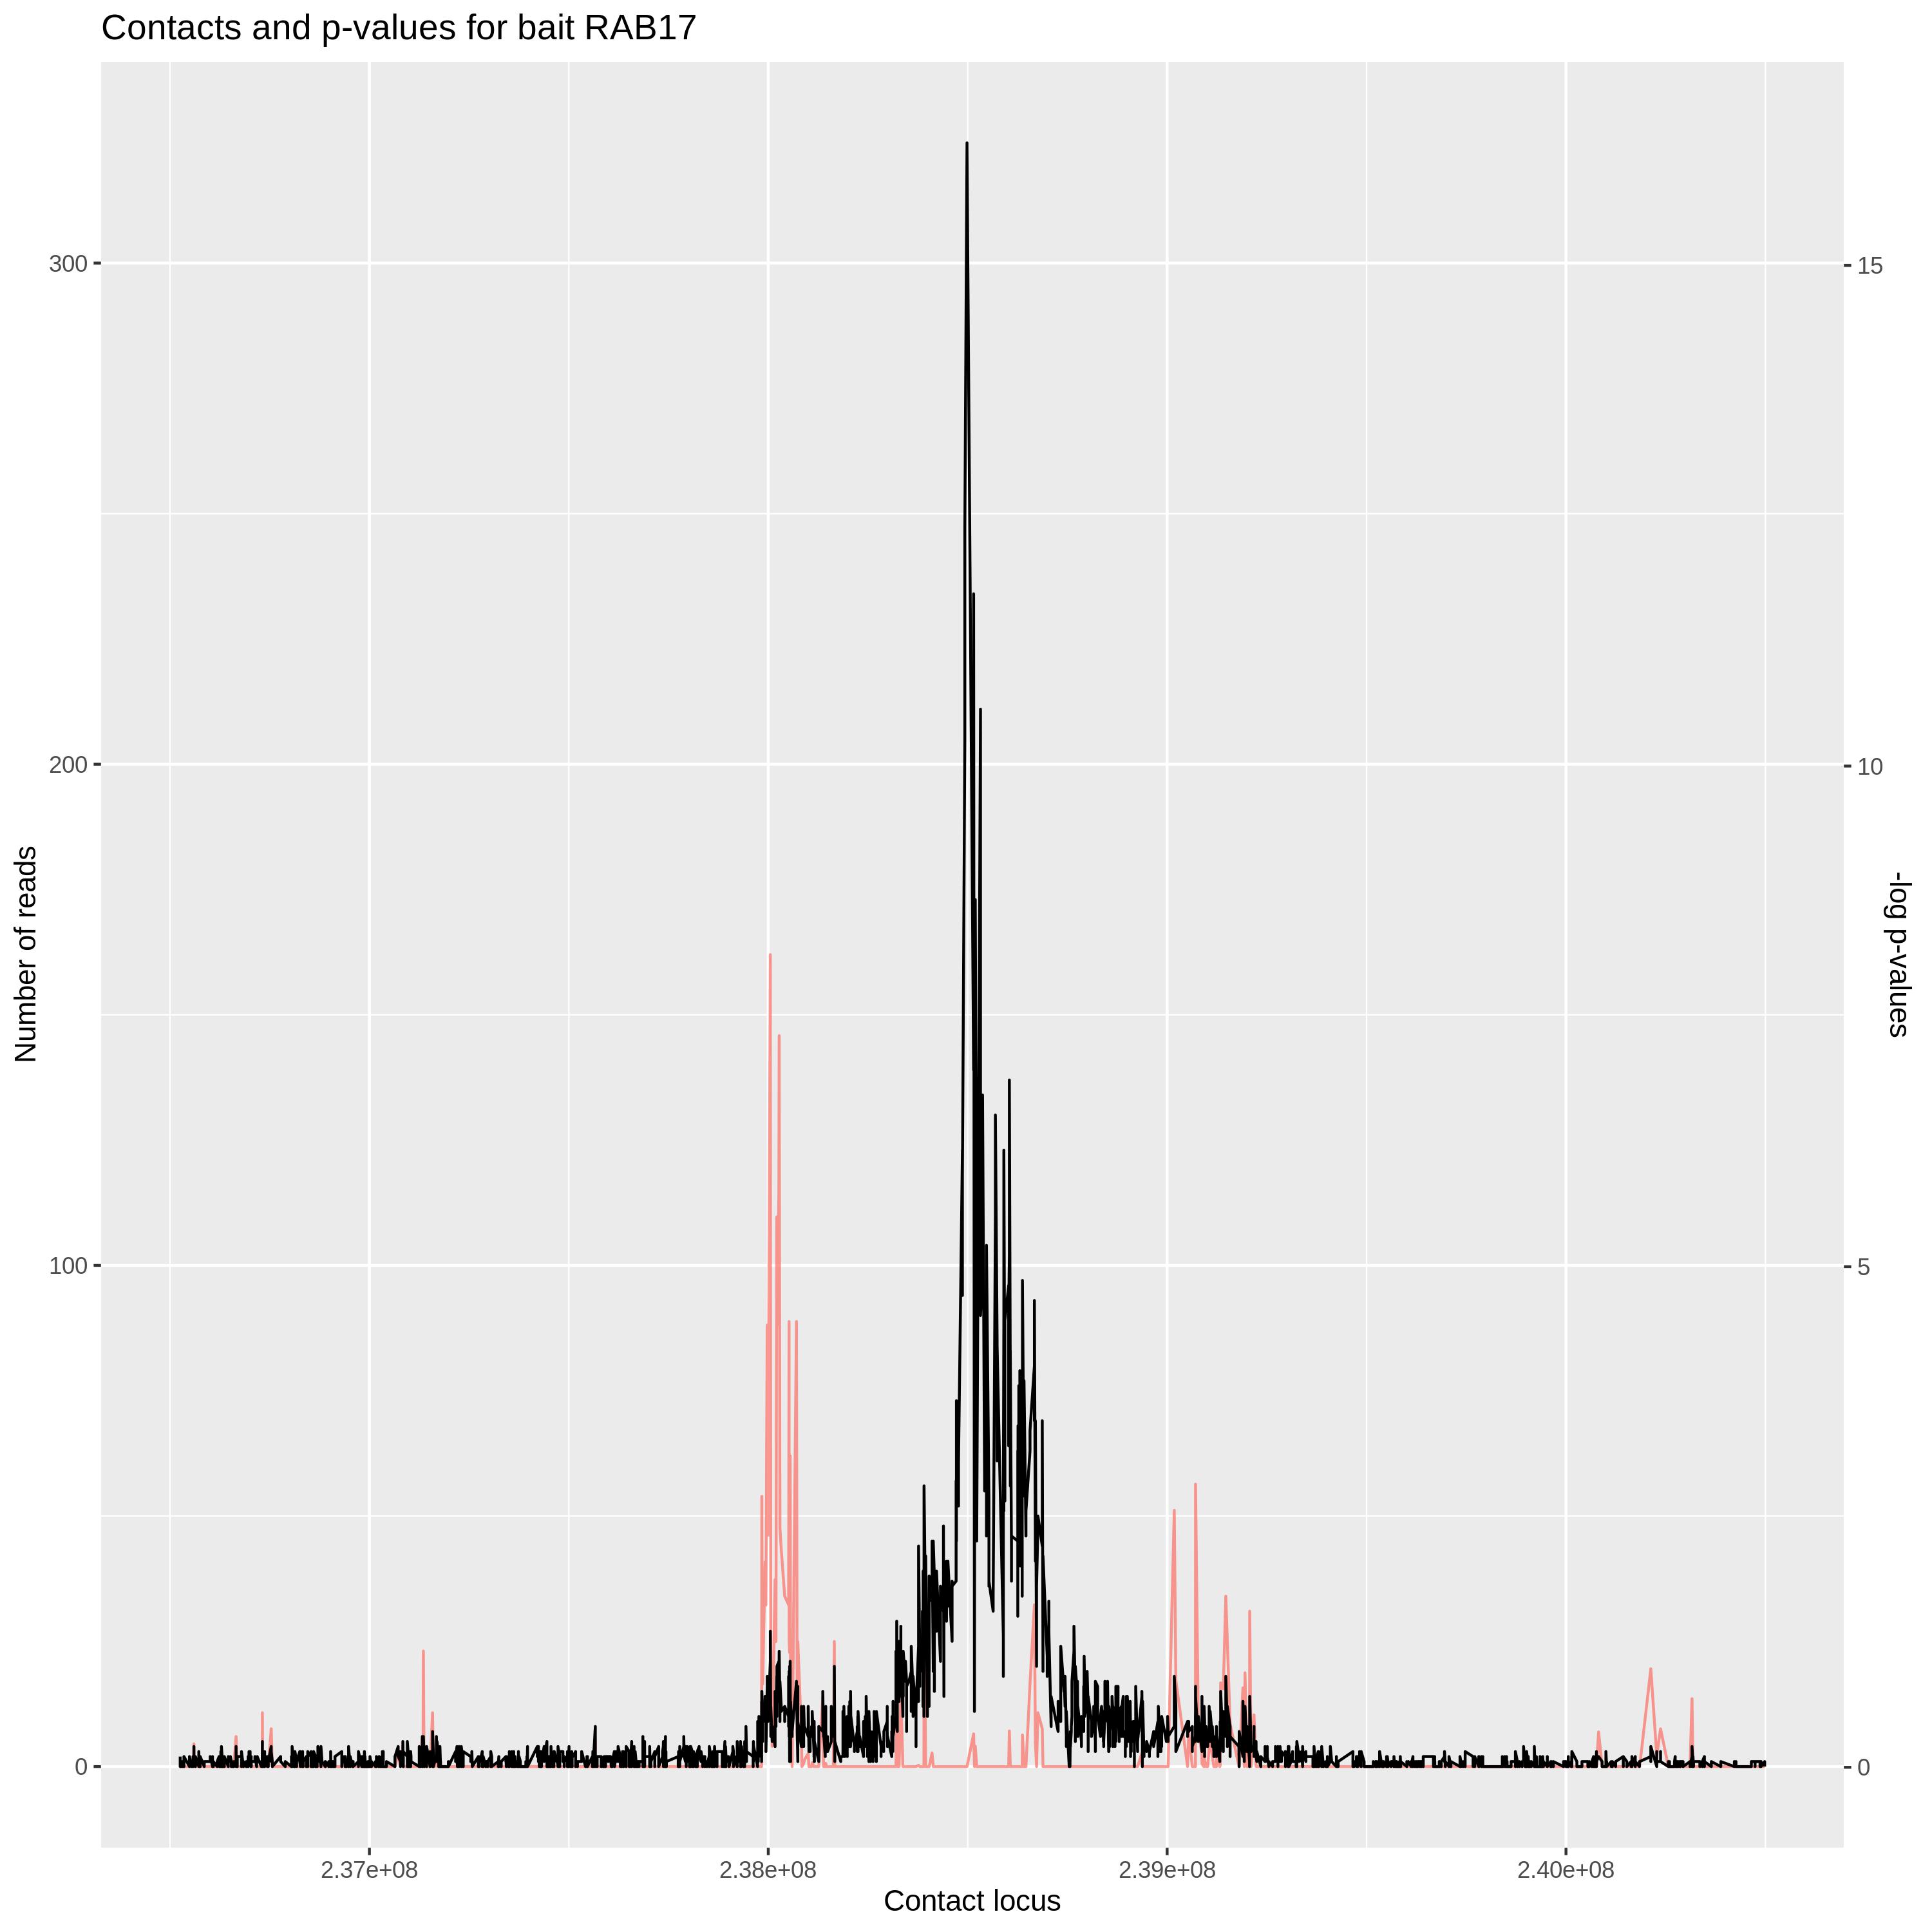 Contacts and p-values for bait RAB17
300
200
100
0
Number of reads
15
10
5
0
-log p-values
2.37e+08
2.38e+08
2.39e+08
2.40e+08
Contact locus